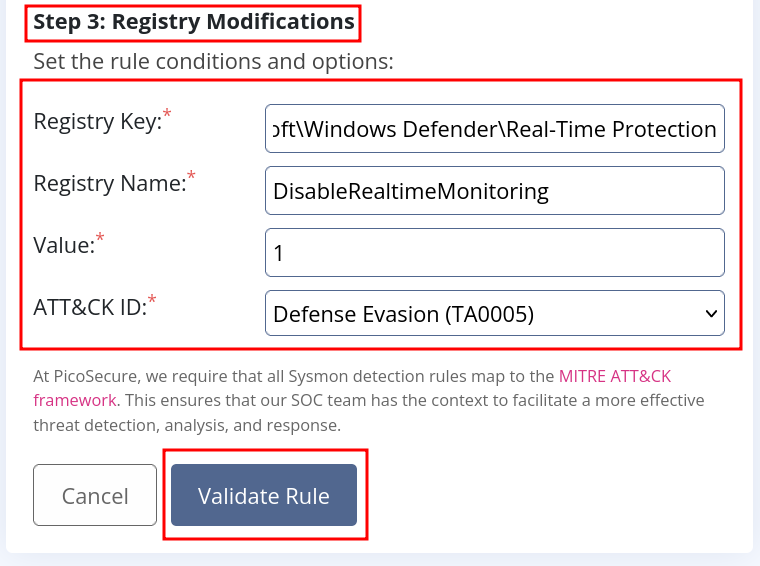 Step 3: Registry Modifications
Set the rule conditions and options:
Registry Key:*
oft\Windows Defender\Real-Time Protection
Registry Name:*
DisableRealtimeMonitoring
Value:*
1
ATT&CK ID:*
Defense Evasion (TA0005)
At PicoSecure, we require that all Sysmon detection rules map to the MITRE ATT&CK
framework. This ensures that our SOC team has the context to facilitate a more effective
threat detection, analysis, and response.
Cancel
Validate Rule